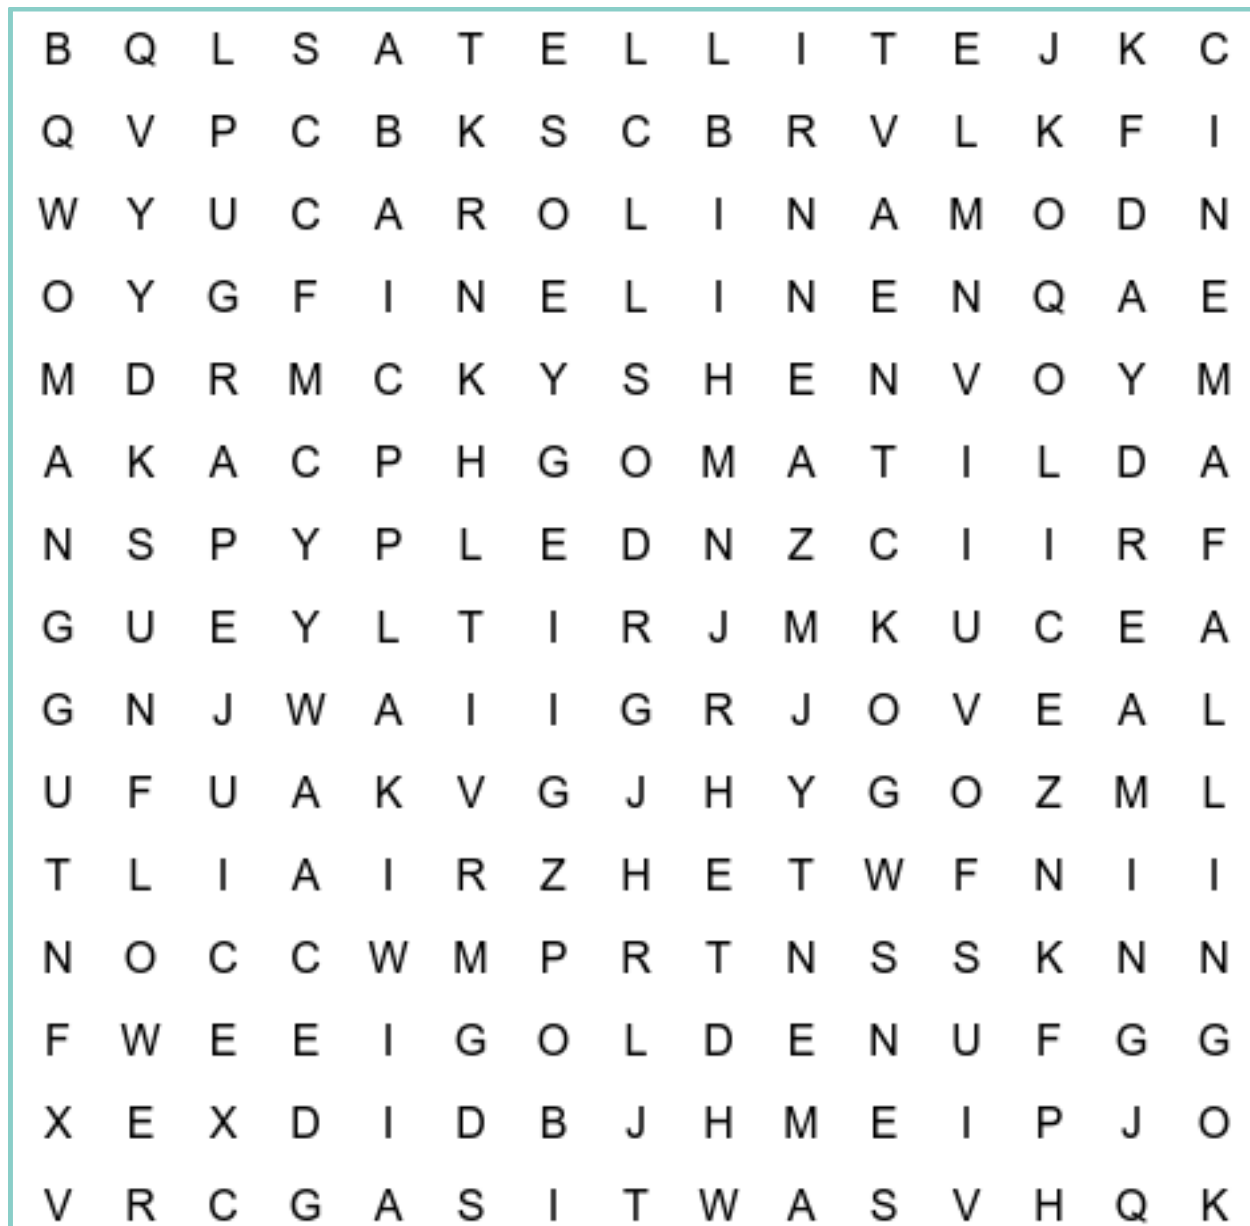 B Q L S A T E L L I T E J K C
Q V P C B K S C B R V L K F I
W Y U C A R O L I N A M O D N
O Y G F I N E L I N E N Q A E
M D R M C K Y S H E N V O Y M
A K A C P H G O M A T I L D A
N S P Y P L E D N Z C I I R F
G U E Y L T I R J M K U C E A
G N J W A I I G R J O V E A L
U F U A K V G J H Y G O Z M L
T L I A I R Z H E T W F N I I
N O C C W M P R T N S S K N N
F W E E I G O L D E N U F G G
X E X D I D B J H M E I P J O
V R C G A S I T W A S V H Q K